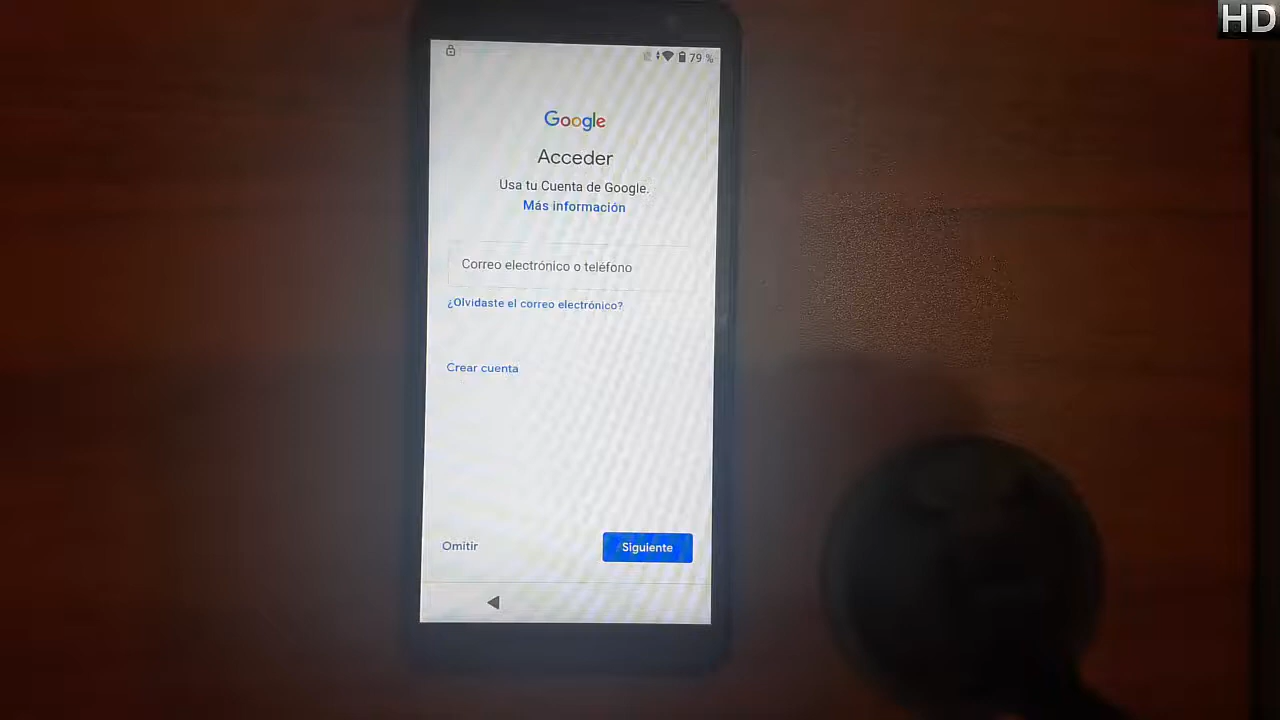 HD
79 %
Google
Acceder
Usa tu Cuenta de Google.
Más información
Correo electrónico o teléfono
¿Olvidaste el correo electrónico?
Crear cuenta
Omitir
Siguiente